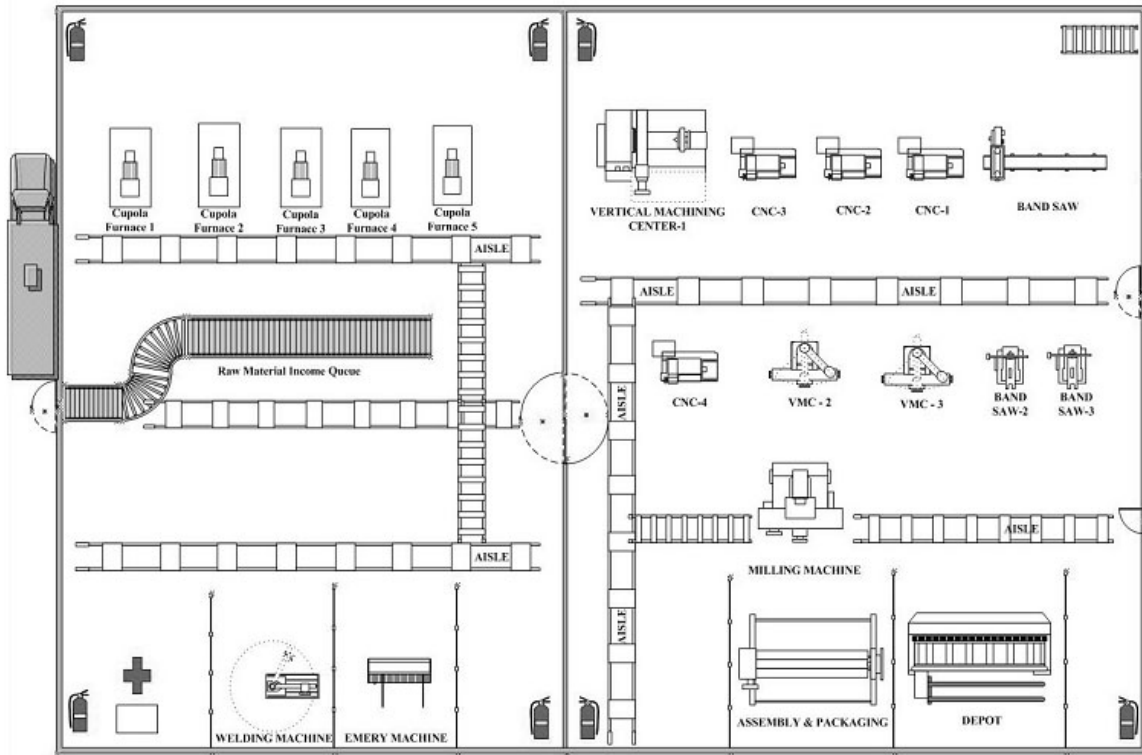 Cupola
Furnace 1
Cupola
Furnace 2
Cupola
Furnace 3
Cupola
Furnace 4
Cupola
Furnace 5
AISLE
Raw Material Income Queue
AISLE
WELDING MACHINE
EMERY MACHINE
VERTICAL MACHINING
CENTER-1
CNC-3
CNC-2
CNC-1
BAND SAW
AISLE
AISLE
AISLE
CNC-4
VMC - 2
VMC - 3
BAND
SAW-2
BAND
SAW-3
AISLE
MILLING MACHINE
AISLE
ASSEMBLY & PACKAGING
DEPOT